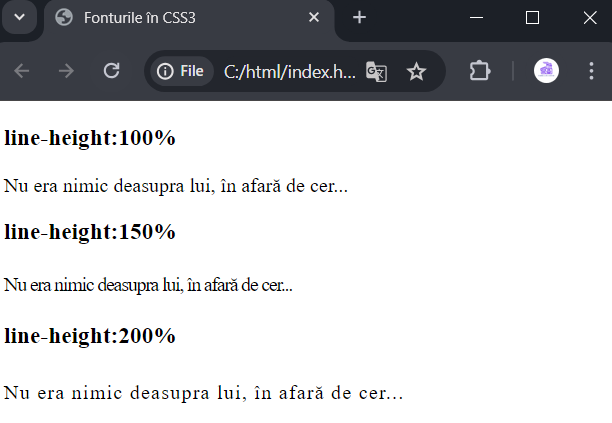 Fonturile în CSS3
File C:/html/index.h...
line-height:100%
Nu era nimic deasupra lui, în afară de cer...
line-height:150%
Nu era nimic deasupra lui, în afară de cer...
line-height:200%
Nu era nimic deasupra lui, în afară de cer...